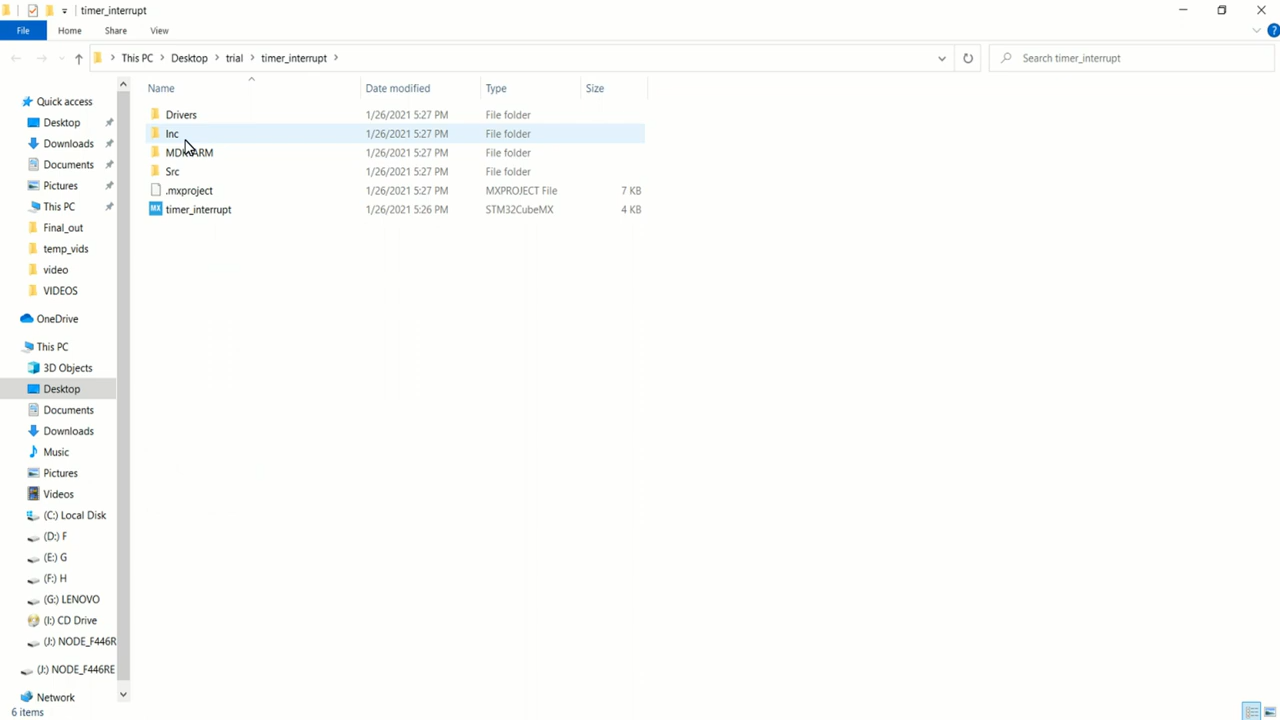 timer_interrupt
File Home Share View
This PC Desktop trial timer_interrupt
Search timer_interrupt
Name Date modified Type Size
Drivers 1/26/2021 5:27 PM File folder
Inc 1/26/2021 5:27 PM File folder
MDK-ARM 1/26/2021 5:27 PM File folder
Src 1/26/2021 5:27 PM File folder
.mxproject 1/26/2021 5:27 PM MXPROJECT File 7 KB
MX timer_interrupt 1/26/2021 5:26 PM STM32CubeMX 4 KB
Quick access
Desktop
Downloads
Documents
Pictures
This PC
Final_out
temp_vids
video
VIDEOS
OneDrive
This PC
3D Objects
Desktop
Documents
Downloads
Music
Pictures
Videos
(C:) Local Disk
(D:) F
(E:) G
(F:) H
(G:) LENOVO
(I:) CD Drive
(J:) NODE_F446R
(J:) NODE_F446RE
Network
6 items